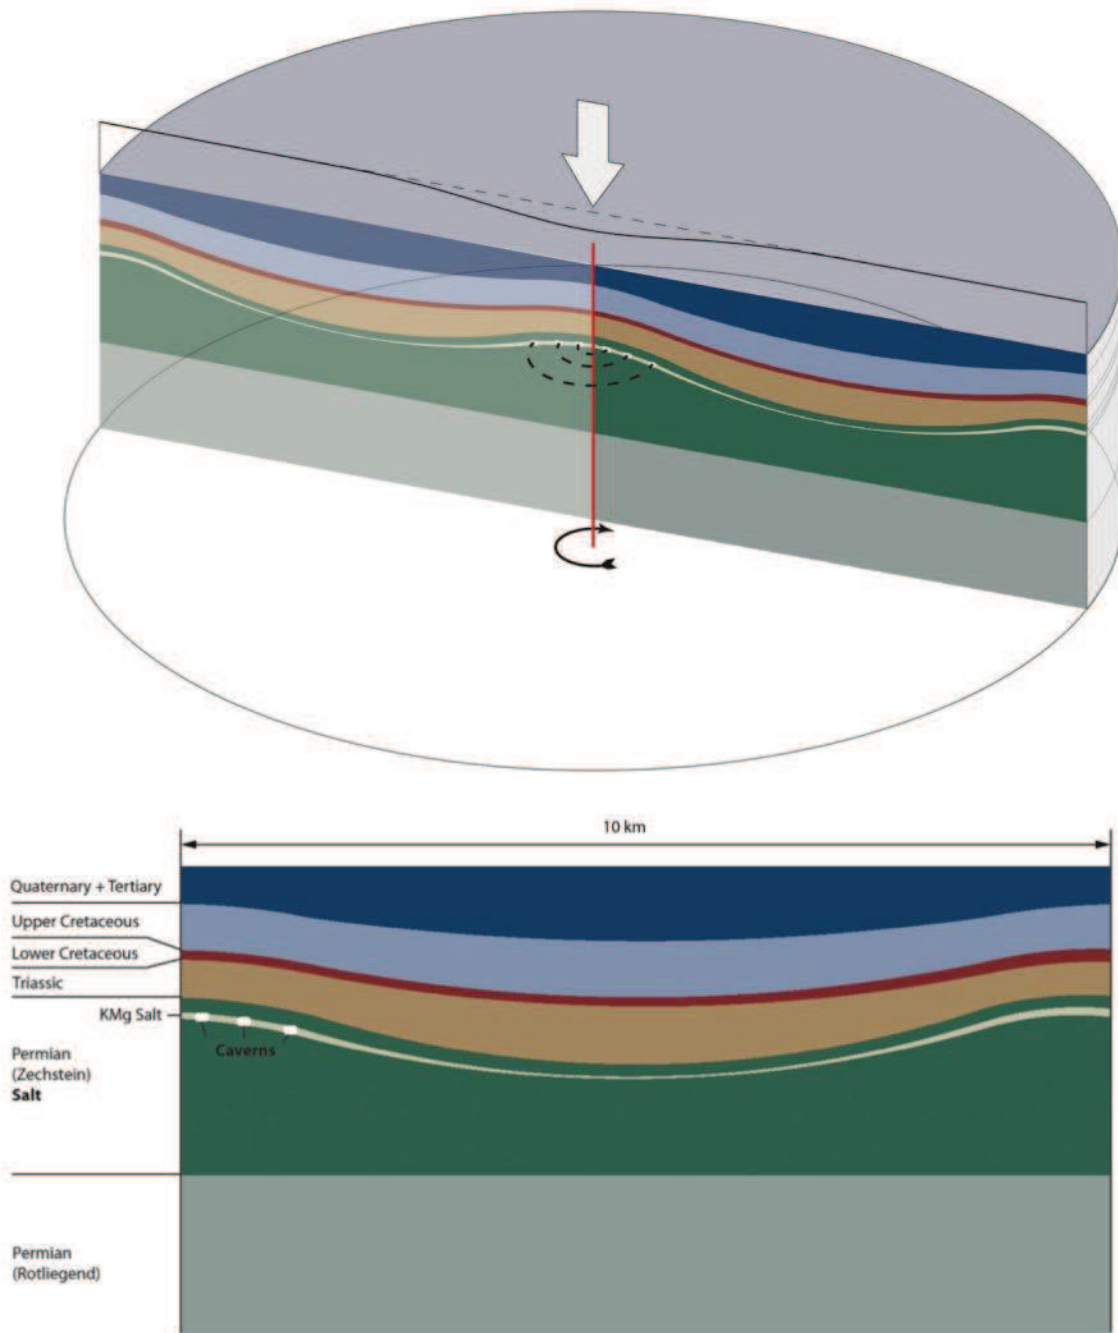 10 km
Quaternary + Tertiary
Upper Cretaceous
Lower Cretaceous
Triassic
KMg Salt
Caverns
Permian
(Zechstein)
Salt
Permian
(Rotliegend)